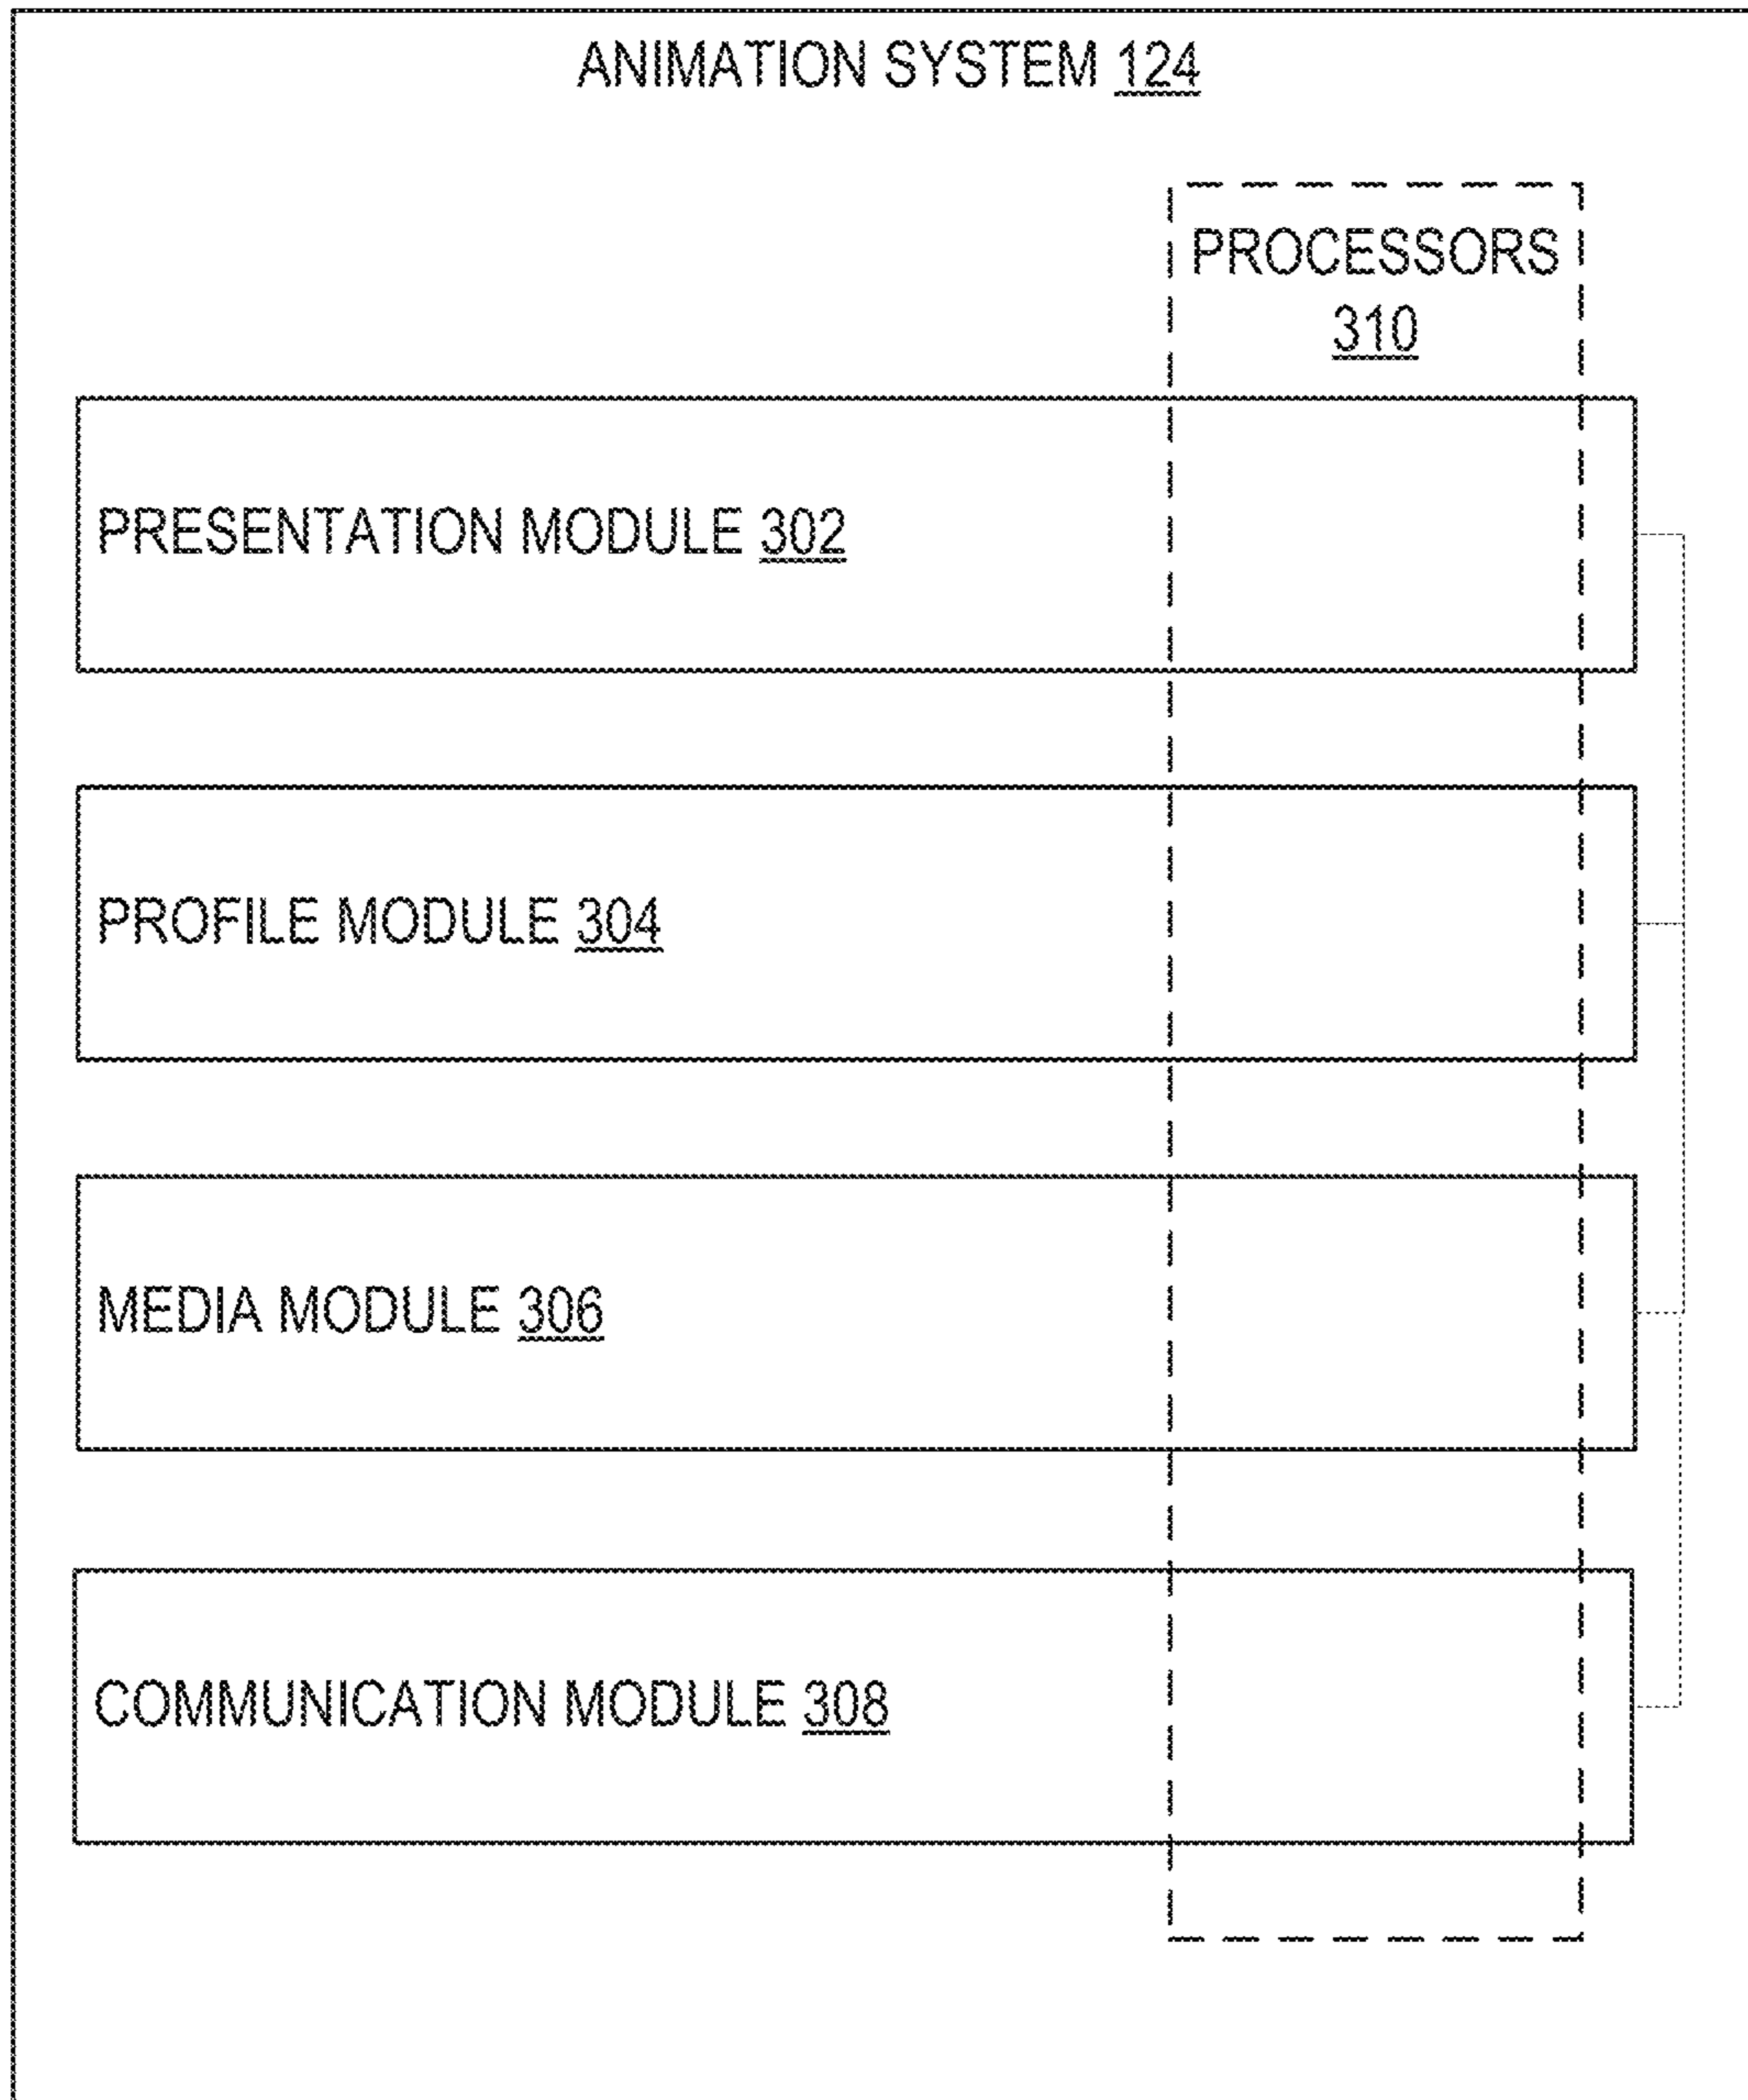 ANIMATION SYSTEM 124
PROCESSORS
310
PRESENTATION MODULE 302
PROFILE MODULE 304
MEDIA MODULE 306
COMMUNICATION MODULE 308